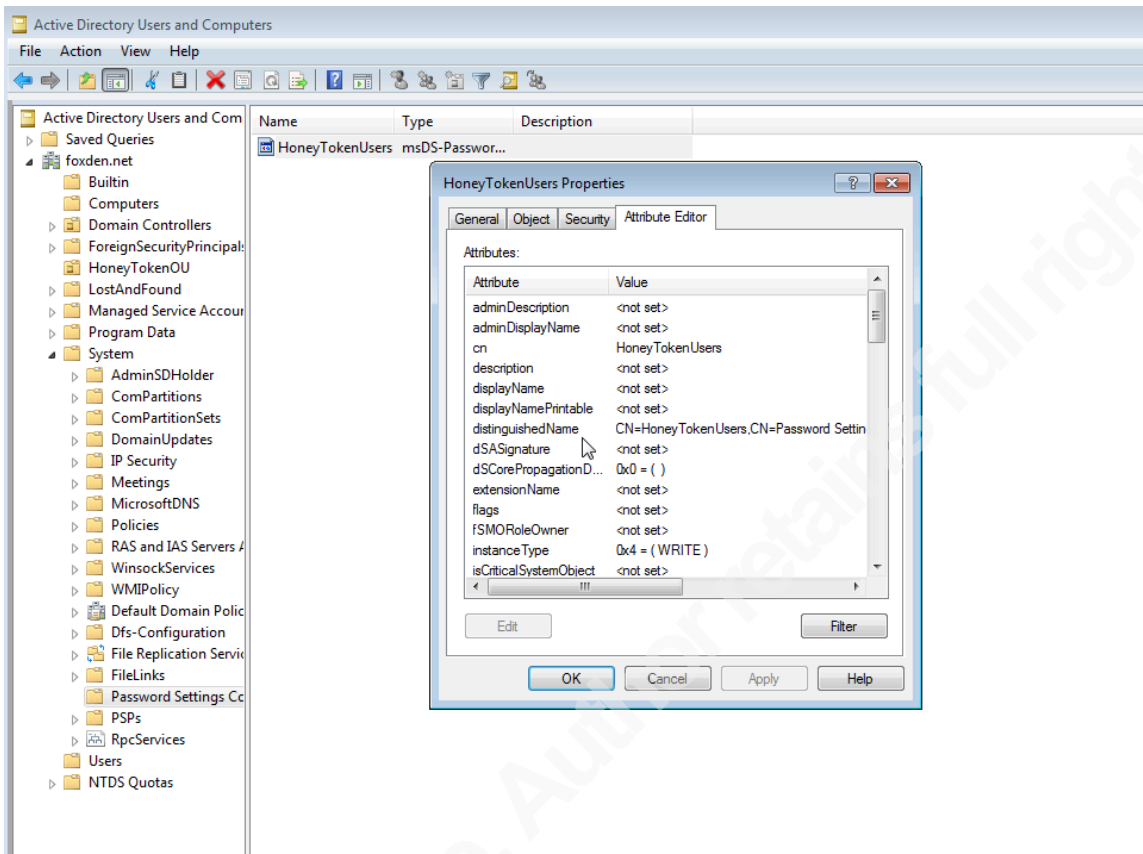 Active Directory Users and Computers
File Action View Help
Active Directory Users and Com
Saved Queries
foxden.net
Builtin
Computers
Domain Controllers
ForeignSecurityPrincipal:
HoneyTokenOU
LostAndFound
Managed Service Accour
Program Data
System
AdminSDHolder
ComPartitions
ComPartitionSets
DomainUpdates
IP Security
Meetings
MicrosoftDNS
Policies
RAS and IAS Servers A
WinsockServices
WMIPolicy
Default Domain Polic
Dfs-Configuration
File Replication Servic
FileLinks
Password Settings Cc
PSPs
RpcServices
Users
NTDS Quotas
Name Type Description
HoneyTokenUsers msDS-Passwor...
HoneyTokenUsers Properties
General Object Security Attribute Editor
Attributes:
Attribute Value
adminDescription <not set>
adminDisplayName <not set>
cn HoneyTokenUsers
description <not set>
displayName <not set>
displayNamePrintable <not set>
distinguishedName CN=HoneyTokenUsers,CN=Password Settin
dSASignature <not set>
dSCorePropagationD... 0x0 = ( )
extensionName <not set>
flags <not set>
fSMORoleOwner <not set>
instanceType 0x4 = ( WRITE )
isCriticalSystemObject <not set>
Edit Filter
OK Cancel Apply Help
Author retains full right